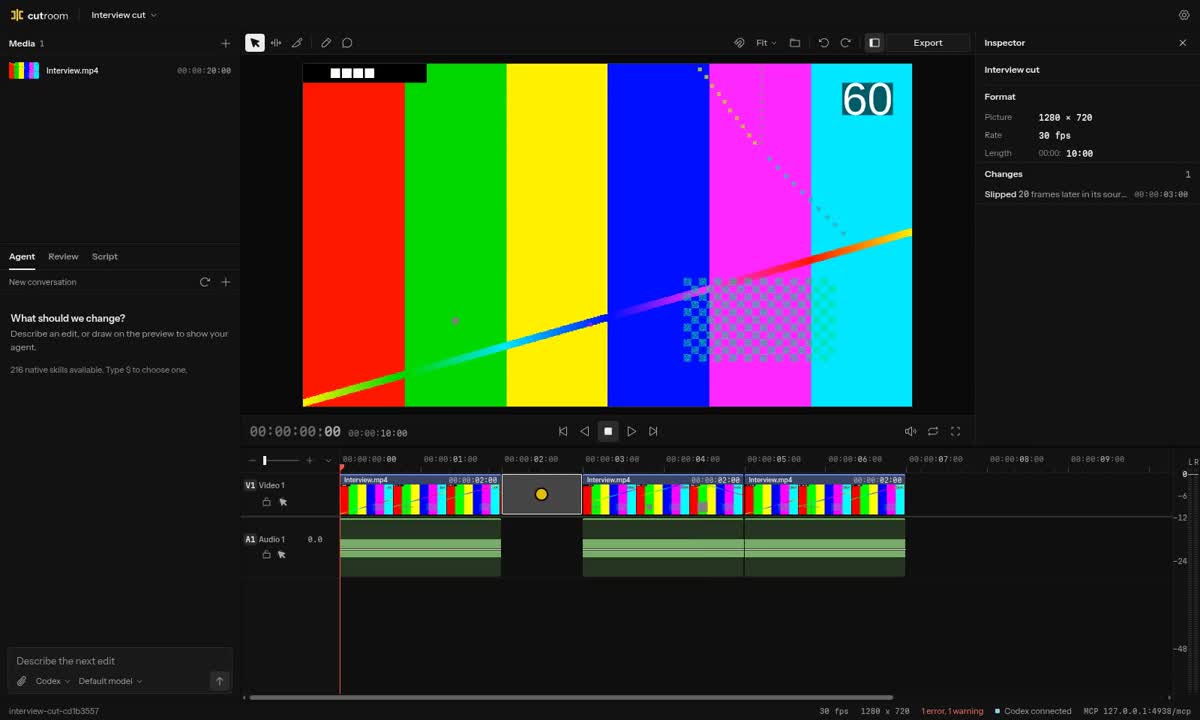 cutroom
Interview cut
Media 1
Interview.mp4 00:00:20:00
Agent Review Script
New conversation
What should we change?
Describe an edit, or draw on the preview to show your
agent.
216 native skills available. Type $ to choose one.
Describe the next edit
Codex Default model
interview-cut-cd1b3557
Fit
Export
60
00:00:00:00 00:00:10:00
Inspector
Interview cut
Format
Picture 1280 × 720
Rate 30 fps
Length 00:00:10:00
Changes 1
Slipped 20 frames later in its sour... 00:00:03:00
00:00:00:00 00:00:01:00 00:00:02:00 00:00:03:00 00:00:04:00 00:00:05:00 00:00:06:00 00:00:07:00 00:00:08:00 00:00:09:00
L R
V1 Video 1
Interview.mp4 00:00:02:00
Interview.mp4 00:00:02:00
Interview.mp4 00:00:02:00
A1 Audio 1 0.0
0
-6
-12
-24
-48
30 fps 1280 x 720 1 error, 1 warning Codex connected MCP 127.0.0.1:4938/mcp